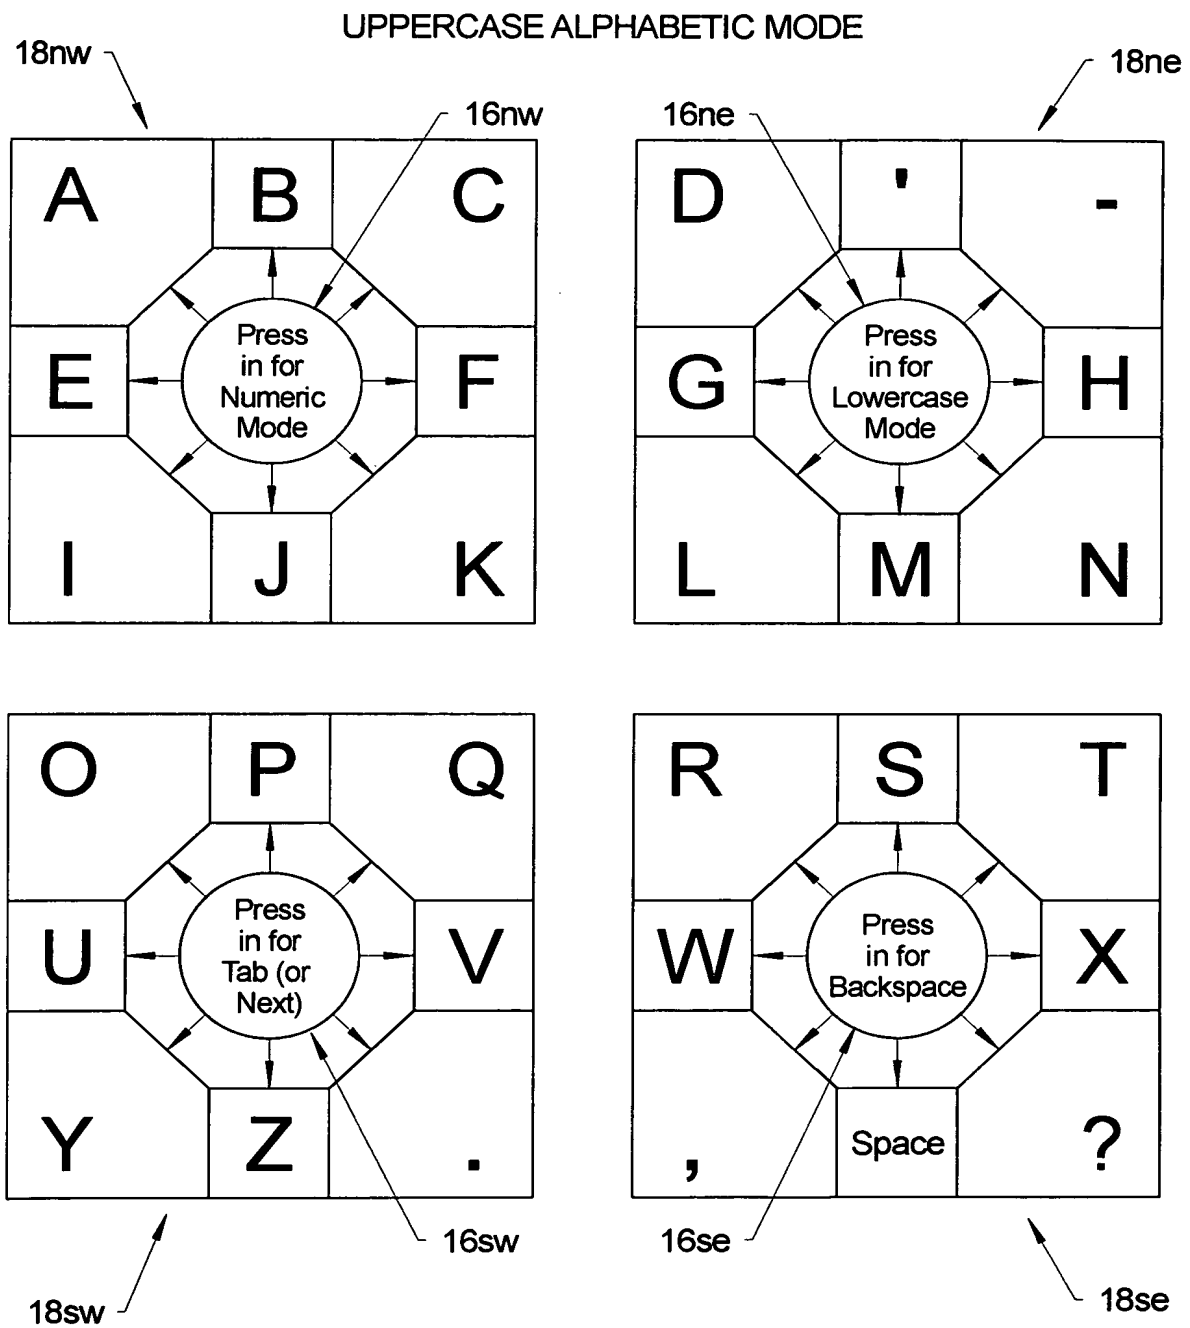 UPPERCASE ALPHABETIC MODE
18nw
18ne
16nw
16ne
A B C
D ' -
Press
in for
Numeric
Mode
Press
in for
Lowercase
Mode
E F
G H
I J K
L M N
O P Q
R S T
Press
in for
Tab (or
Next)
Press
in for
Backspace
U V
W X
Y Z .
, Space ?
16sw
16se
18sw
18se